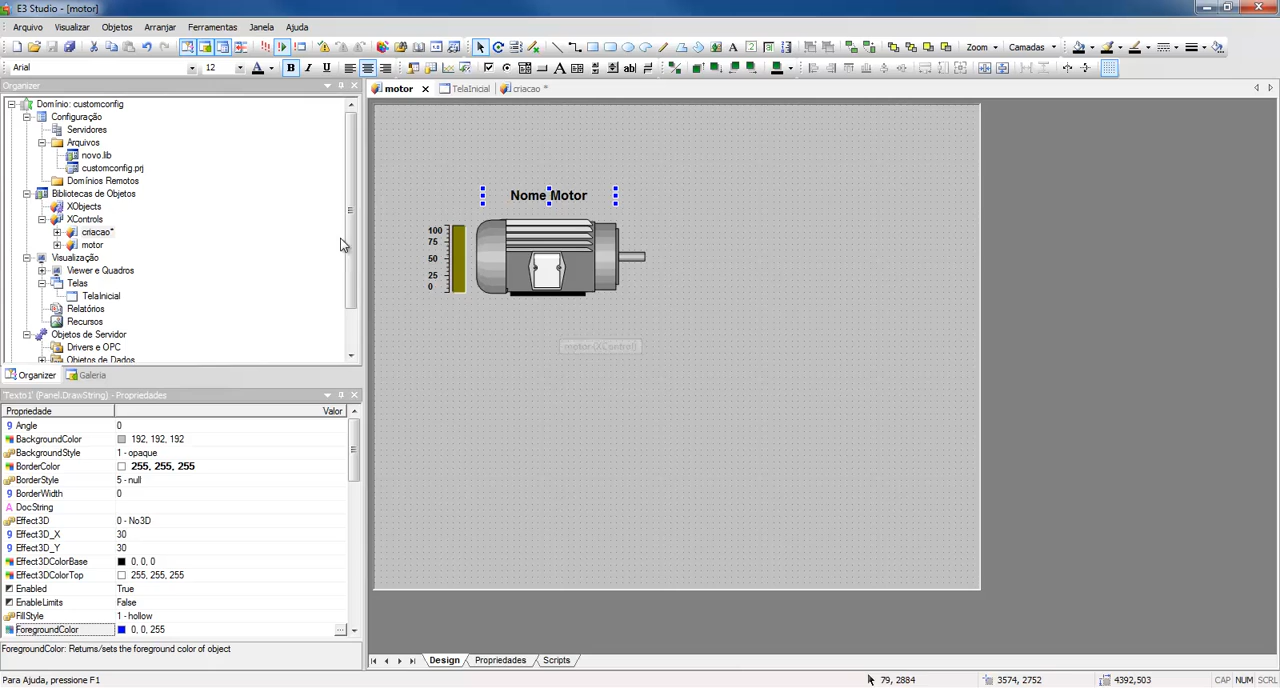 E3 Studio - [motor]
Arquivo Visualizar Objetos Arranjar Ferramentas Janela Ajuda
Zoom Camadas
Arial 12
Organizer
motor TelaInicial criacao *
Domínio: customconfig
Configuração
Servidores
Arquivos
novo.lib
customconfig.prj
Domínios Remotos
Bibliotecas de Objetos
XObjects
XControls
criacao*
motor
Visualização
Viewer e Quadros
Telas
TelaInicial
Relatórios
Recursos
Objetos de Servidor
Drivers e OPC
Objetos de Dados
Organizer Galeria
Nome Motor
100
75
50
25
0
motor (XControl)
'Texto1' (Panel.DrawString) - Propriedades
Propriedade Valor
Angle 0
BackgroundColor 192, 192, 192
BackgroundStyle 1 - opaque
BorderColor 255, 255, 255
BorderStyle 5 - null
BorderWidth 0
DocString
Effect3D 0 - No3D
Effect3D_X 30
Effect3D_Y 30
Effect3DColorBase 0, 0, 0
Effect3DColorTop 255, 255, 255
Enabled True
EnableLimits False
FillStyle 1 - hollow
ForegroundColor 0, 0, 255
ForegroundColor: Returns/sets the foreground color of object
Design Propriedades Scripts
Para Ajuda, pressione F1
79, 2884 3574, 2752 4392,503 CAP NUM SCRL